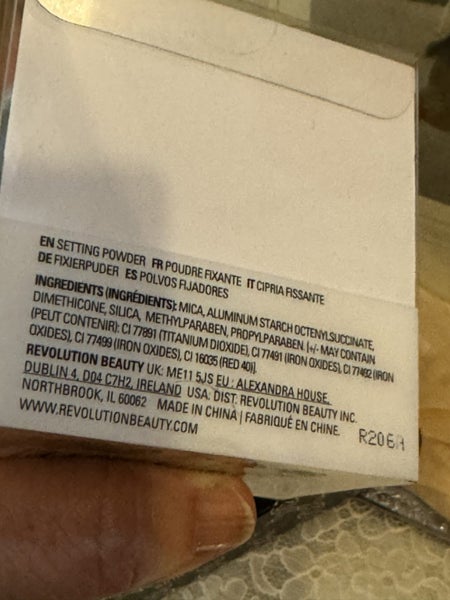 EN SETTING POWDER FR POUDRE FIXANTE IT CIPRIA FISSANTE
DE FIXIERPUDER ES POLVOS FIJADORES
INGREDIENTS (INGRÉDIENTS): MICA, ALUMINUM STARCH OCTENYLSUCCINATE,
DIMETHICONE, SILICA, METHYLPARABEN, PROPYLPARABEN. [+/- MAY CONTAIN
(PEUT CONTENIR): CI 77891 (TITANIUM DIOXIDE), CI 77491 (IRON OXIDES), CI 77492 (IRON
OXIDES), CI 77499 (IRON OXIDES), CI 16035 (RED 40)].
REVOLUTION BEAUTY UK: ME11 5JS EU: ALEXANDRA HOUSE,
DUBLIN 4, D04 C7H2, IRELAND USA: DIST: REVOLUTION BEAUTY INC.
NORTHBROOK, IL 60062 MADE IN CHINA | FABRIQUÉ EN CHINE.
WWW.REVOLUTIONBEAUTY.COM
R206A